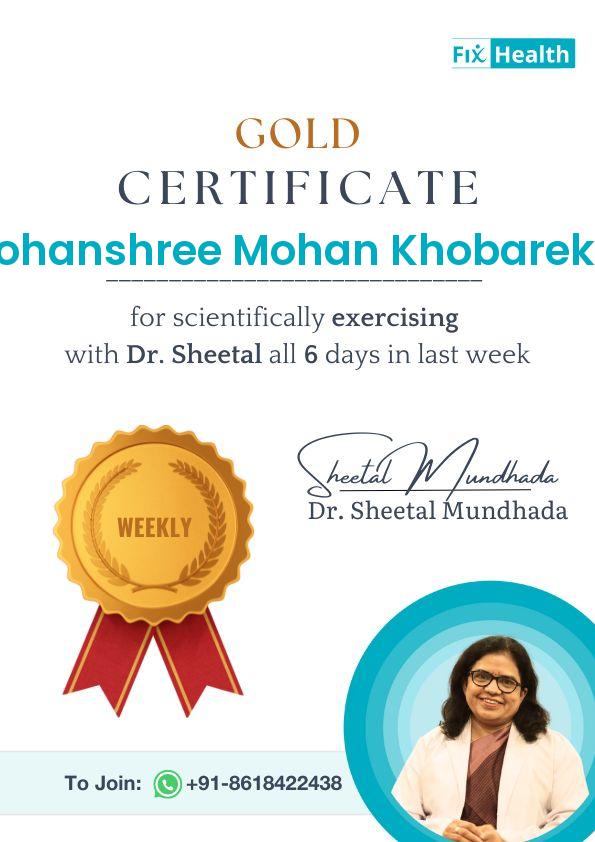 Fix Health
GOLD
CERTIFICATE
ohanshree Mohan Khobarek
for scientifically exercising
with Dr. Sheetal all 6 days in last week
WEEKLY
Sheetal Mundhada
Dr. Sheetal Mundhada
To Join: +91-8618422438